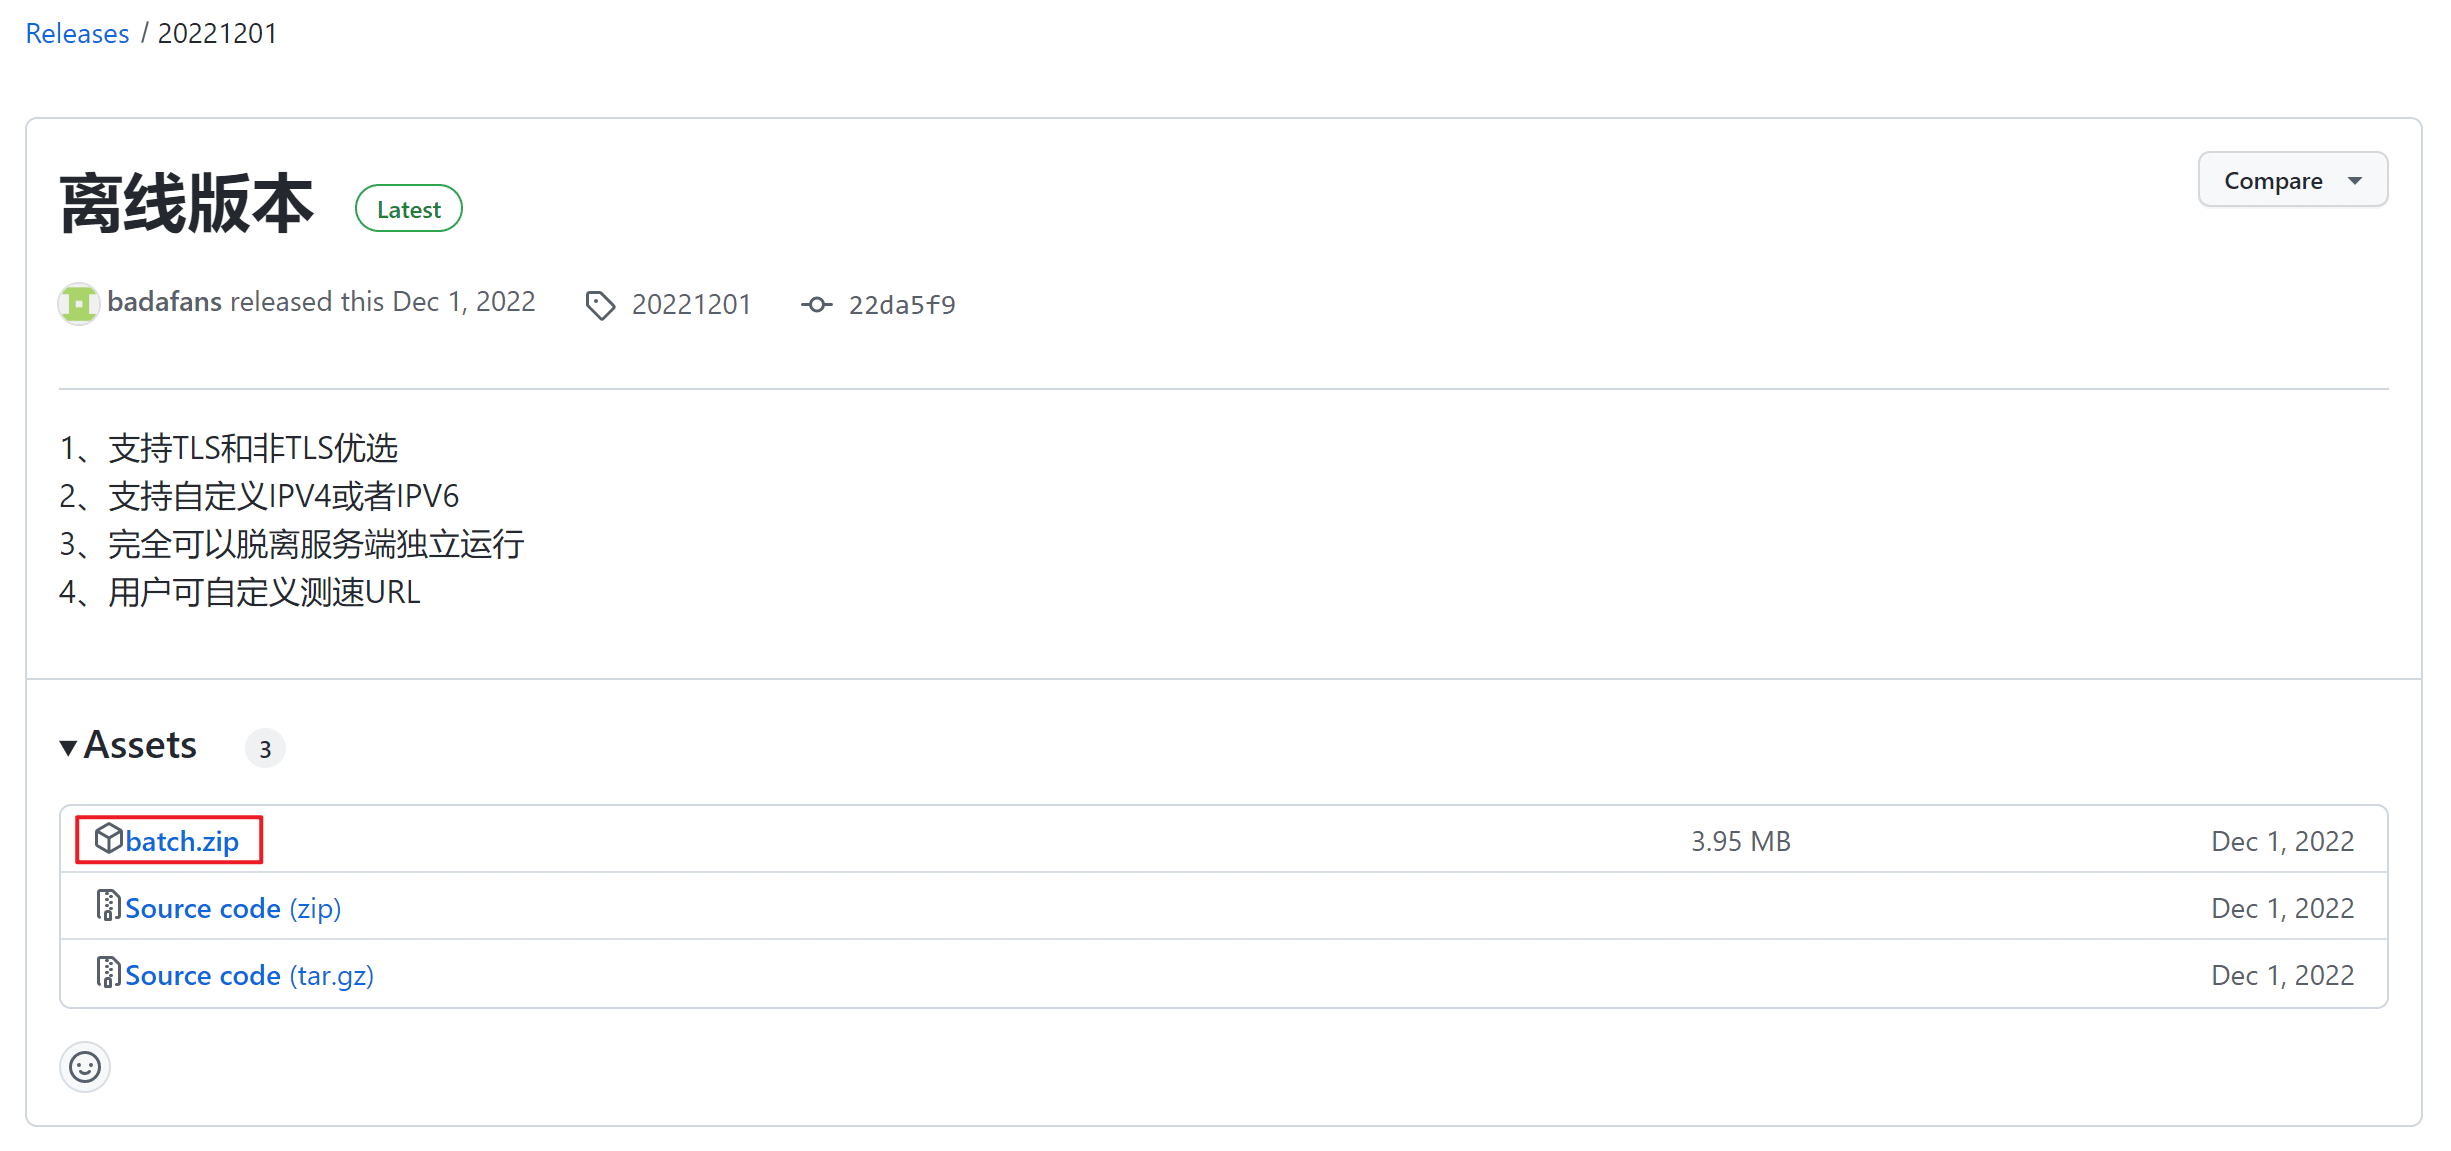 Releases / 20221201
离线版本 Latest
Compare
badafans released this Dec 1, 2022 20221201 22da5f9
1、支持TLS和非TLS优选
2、支持自定义IPV4或者IPV6
3、完全可以脱离服务端独立运行
4、用户可自定义测速URL
Assets 3
batch.zip 3.95 MB Dec 1, 2022
Source code (zip) Dec 1, 2022
Source code (tar.gz) Dec 1, 2022